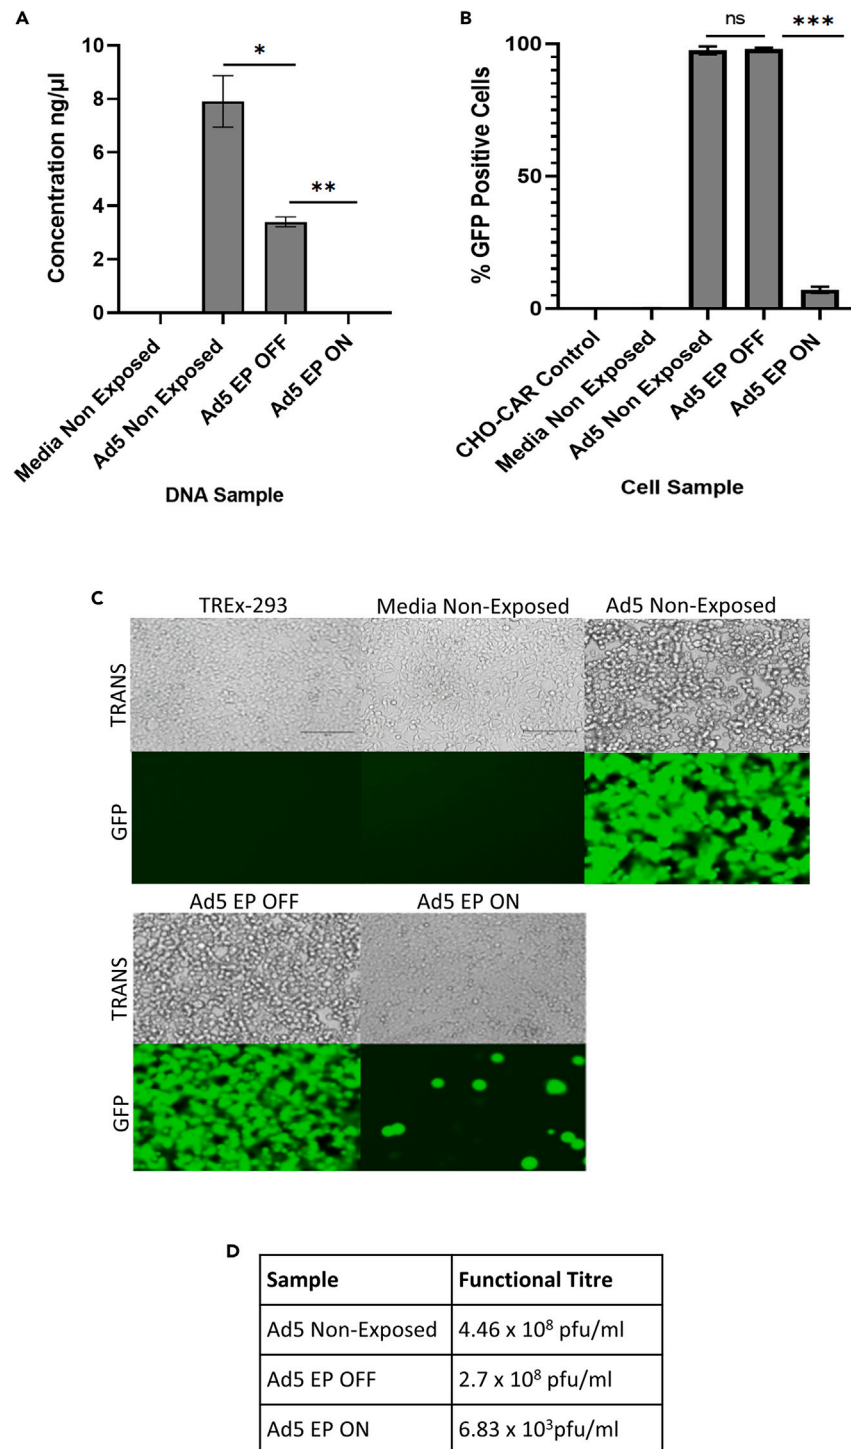 A
Concentration ng/µl
10
8
6
4
2
0
*
**
Media Non Exposed
Ad5 Non Exposed
Ad5 EP OFF
Ad5 EP ON
DNA Sample
B
% GFP Positive Cells
100
50
0
ns
***
CHO-CAR Control
Media Non Exposed
Ad5 Non Exposed
Ad5 EP OFF
Ad5 EP ON
Cell Sample
C
TREx-293
Media Non-Exposed
Ad5 Non-Exposed
TRANS
GFP
Ad5 EP OFF
Ad5 EP ON
TRANS
GFP
D
Sample
Functional Titre
Ad5 Non-Exposed
4.46 x 10⁸ pfu/ml
Ad5 EP OFF
2.7 x 10⁸ pfu/ml
Ad5 EP ON
6.83 x 10³pfu/ml